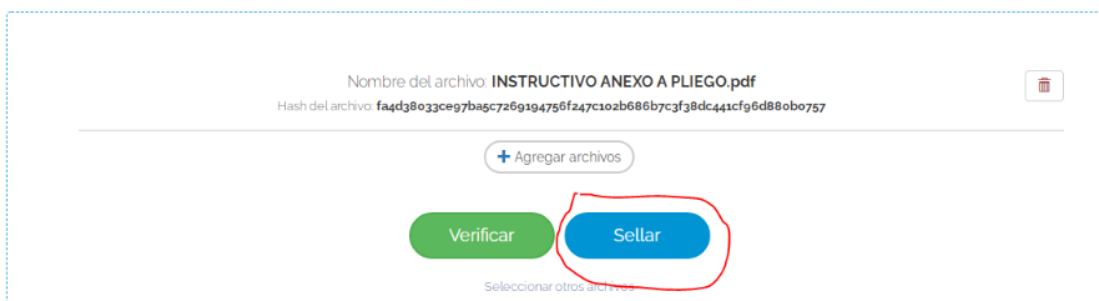 Nombre del archivo: INSTRUCTIVO ANEXO A PLIEGO.pdf
Hash del archivo: fa4d38033ce97ba5c7269194756f247c102b686b7c3f38dc441cf96d880b0757
+ Agregar archivos
Verificar
Sellar
Seleccionar otros archivos